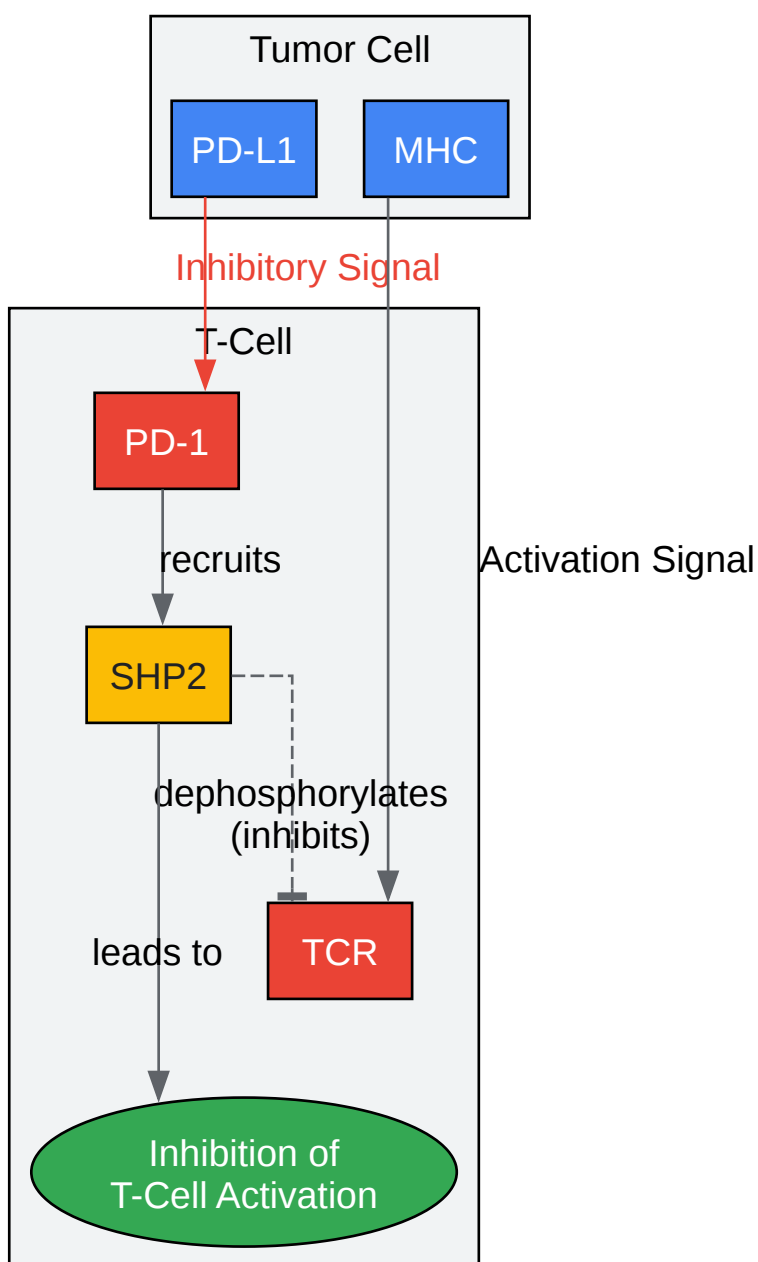 Tumor Cell
PD-L1
MHC
Inhibitory Signal
T-Cell
PD-1
recruits
Activation Signal
SHP2
dephosphorylates
(inhibits)
leads to
TCR
Inhibition of
T-Cell Activation